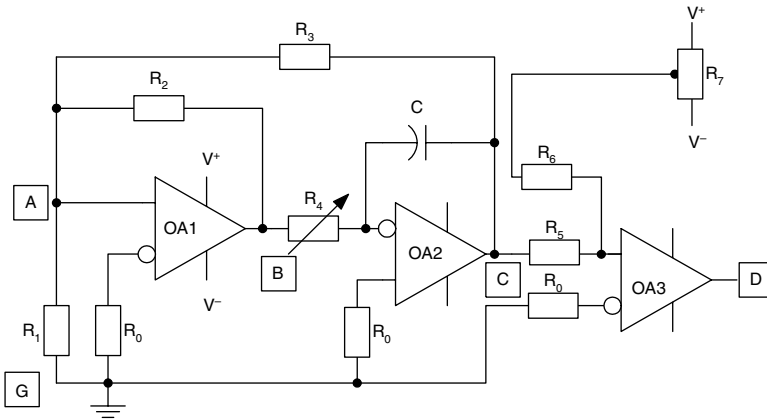 V⁺
R₃
R₇
R₂
C
V⁻
V⁺
R₆
R₄
A
OA1
R₅
B
OA2
C
D
R₀
OA3
V⁻
R₁
R₀
R₀
G